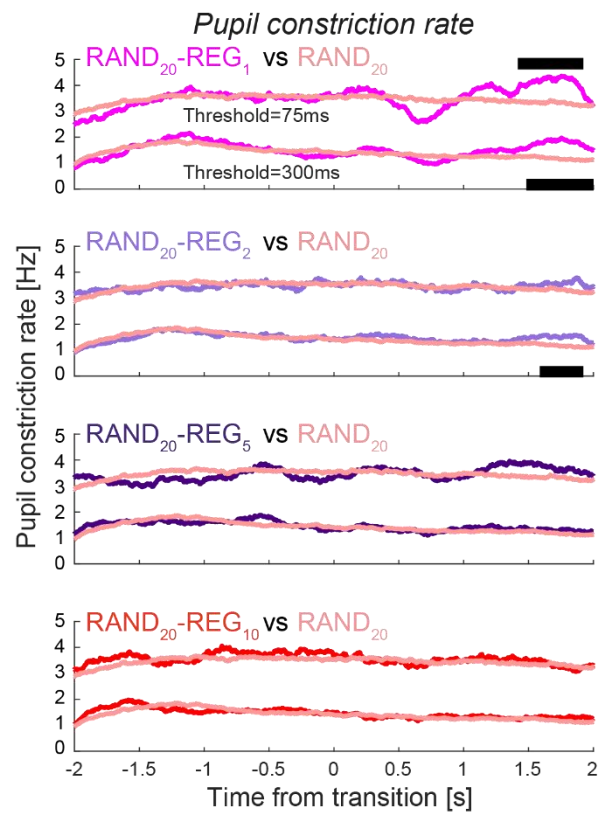 Pupil constriction rate
RAND20-REG1 vs RAND20
Threshold=75ms
Threshold=300ms
5
4
3
2
1
0
RAND20-REG2 vs RAND20
5
4
3
2
1
0
RAND20-REG5 vs RAND20
5
4
3
2
1
0
RAND20-REG10 vs RAND20
5
4
3
2
1
0
Pupil constriction rate [Hz]
-2 -1.5 -1 -0.5 0 0.5 1 1.5 2
Time from transition [s]